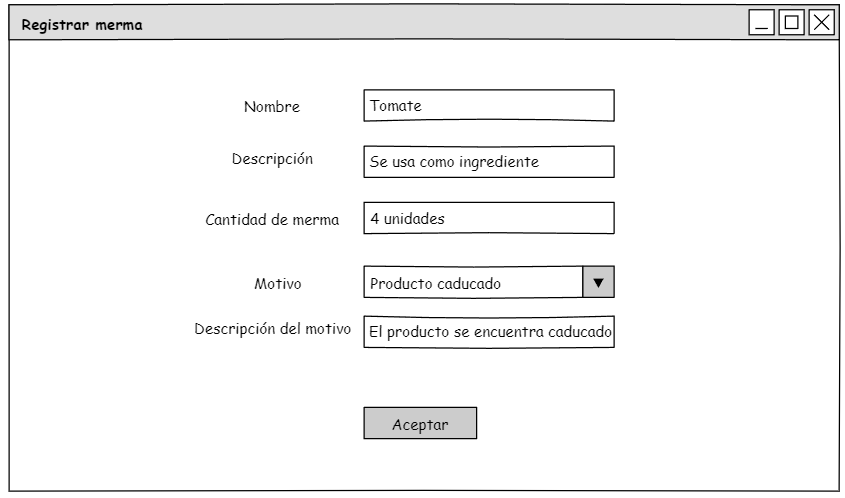 Registrar merma
Nombre
Tomate
Descripción
Se usa como ingrediente
Cantidad de merma
4 unidades
Motivo
Producto caducado
Descripción del motivo
El producto se encuentra caducado
Aceptar